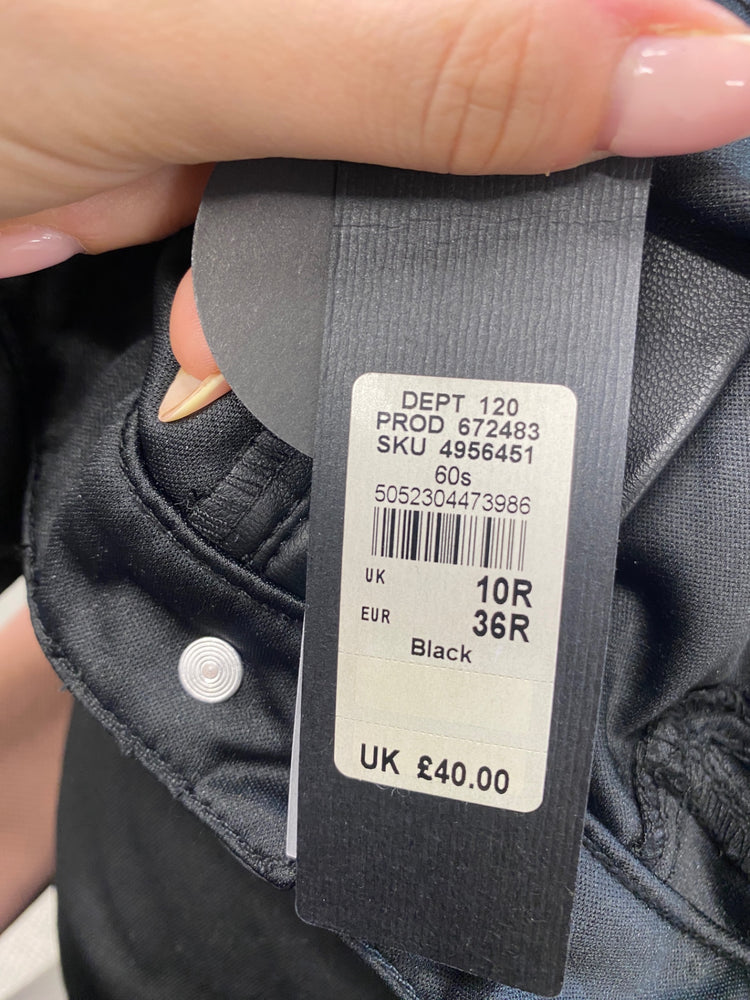 DEPT 120
PROD 672483
SKU 4956451
60s
5052304473986
UK 10R
EUR 36R
Black
UK £40.00